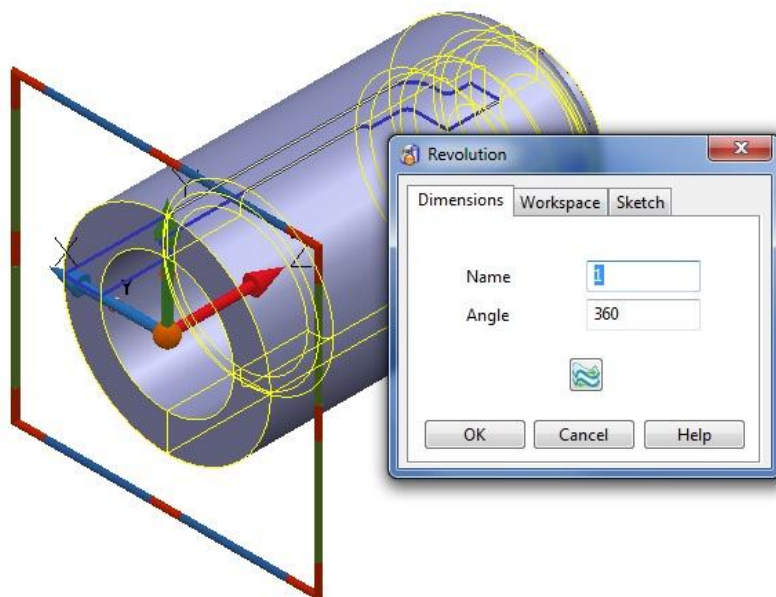 Revolution
Dimensions Workspace Sketch
Name 1
Angle 360
OK Cancel Help
Y
X
Z
Y